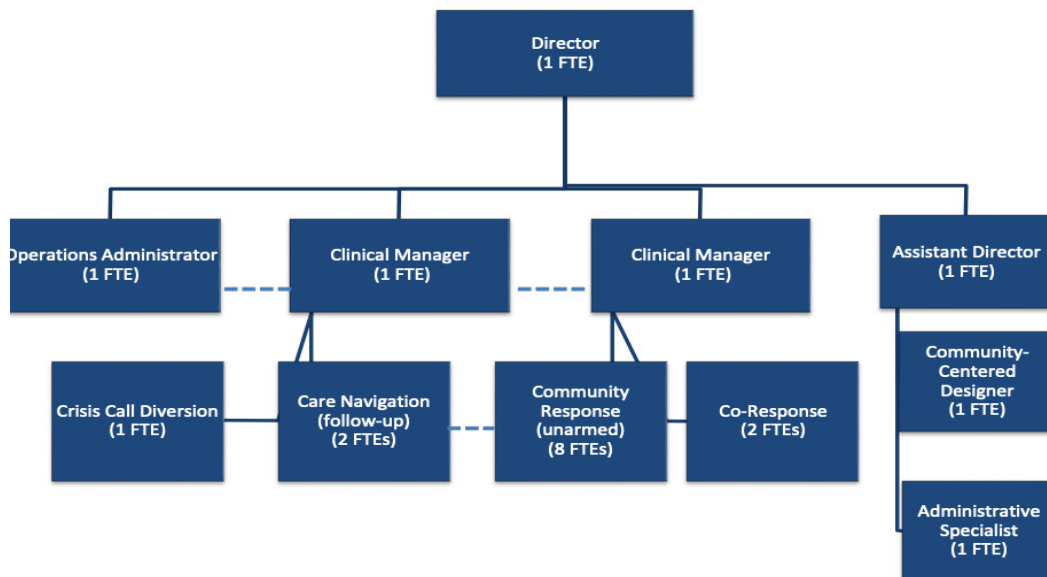 Director
(1 FTE)
Operations Administrator
(1 FTE)
Clinical Manager
(1 FTE)
Clinical Manager
(1 FTE)
Assistant Director
(1 FTE)
Crisis Call Diversion
(1 FTE)
Care Navigation
(follow-up)
(2 FTEs)
Community
Response
(unarmed)
(8 FTEs)
Co-Response
(2 FTEs)
Community-
Centered
Designer
(1 FTE)
Administrative
Specialist
(1 FTE)